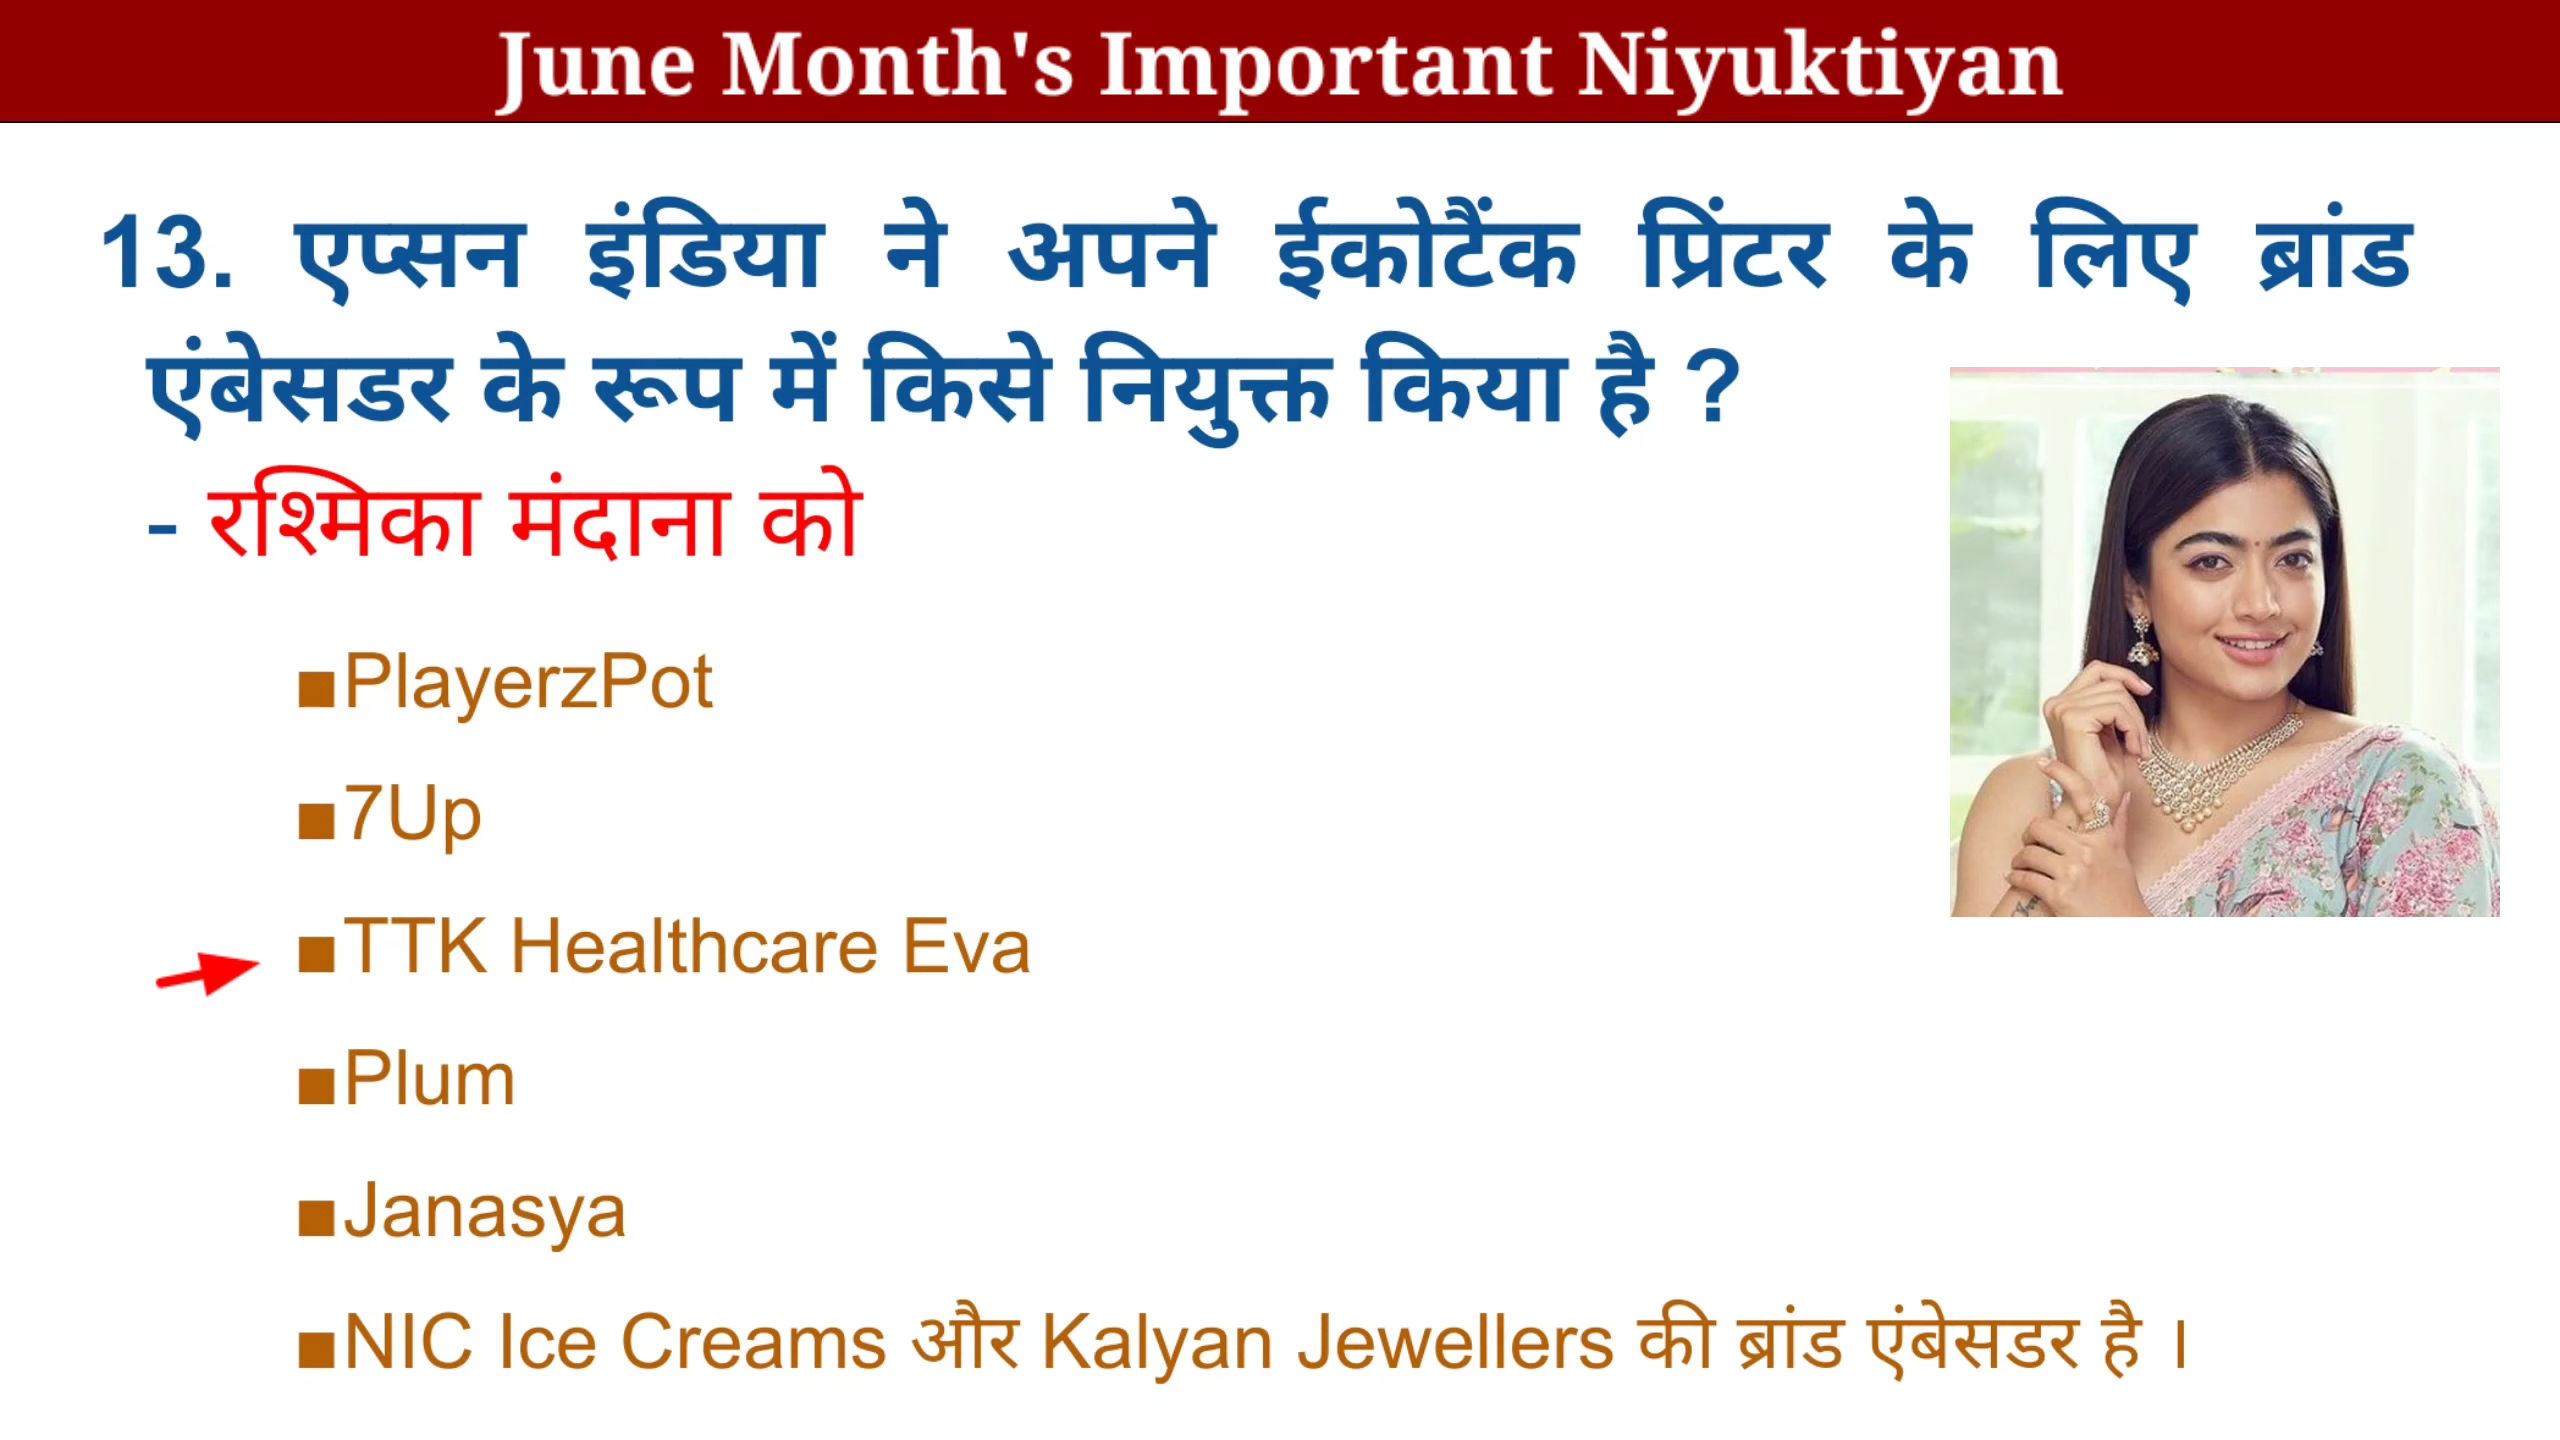 June Month's Important Niyuktiyan
13. एप्सन इंडिया ने अपने ईकोटैंक प्रिंटर के लिए ब्रांड
एंबेसडर के रूप में किसे नियुक्त किया है ?
- रश्मिका मंदाना को
■PlayerzPot
■7Up
■TTK Healthcare Eva
■Plum
■Janasya
■NIC Ice Creams और Kalyan Jewellers की ब्रांड एंबेसडर है ।